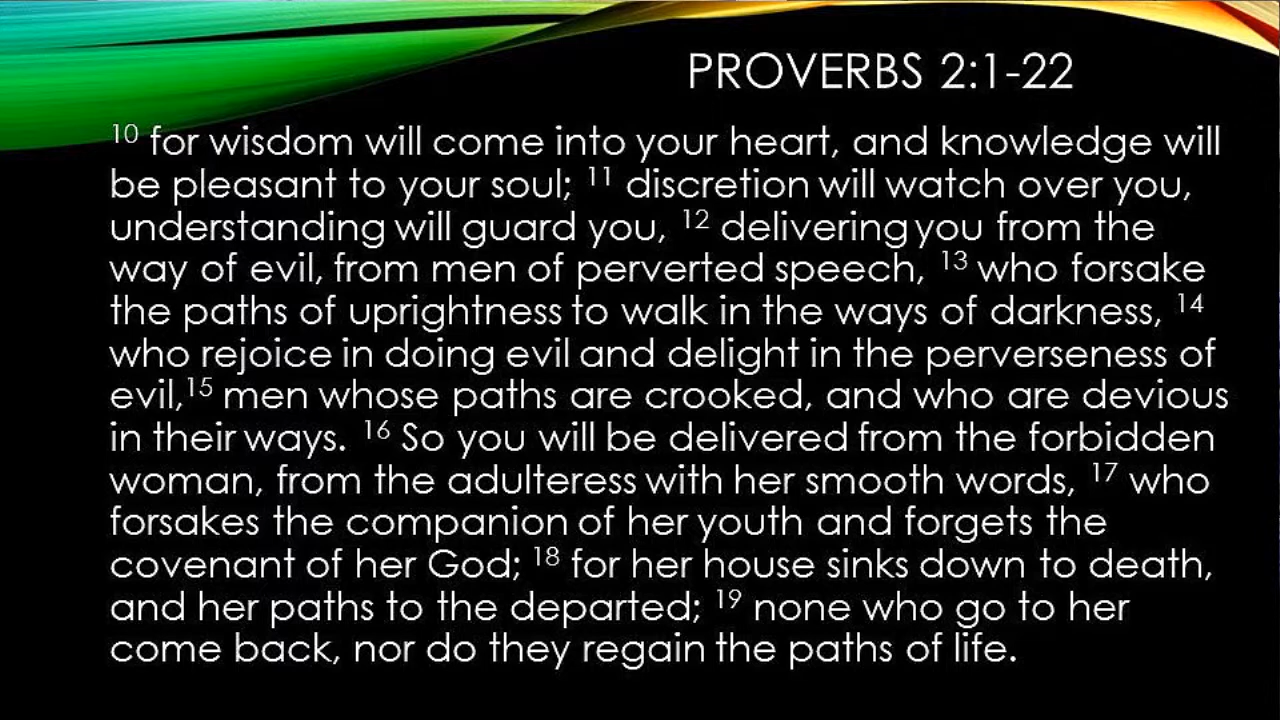 PROVERBS 2:1-22
10 for wisdom will come into your heart, and knowledge will
be pleasant to your soul; 11 discretion will watch over you,
understanding will guard you, 12 delivering you from the
way of evil, from men of perverted speech, 13 who forsake
the paths of uprightness to walk in the ways of darkness, 14
who rejoice in doing evil and delight in the perverseness of
evil,15 men whose paths are crooked, and who are devious
in their ways. 16 So you will be delivered from the forbidden
woman, from the adulteress with her smooth words, 17 who
forsakes the companion of her youth and forgets the
covenant of her God; 18 for her house sinks down to death,
and her paths to the departed; 19 none who go to her
come back, nor do they regain the paths of life.